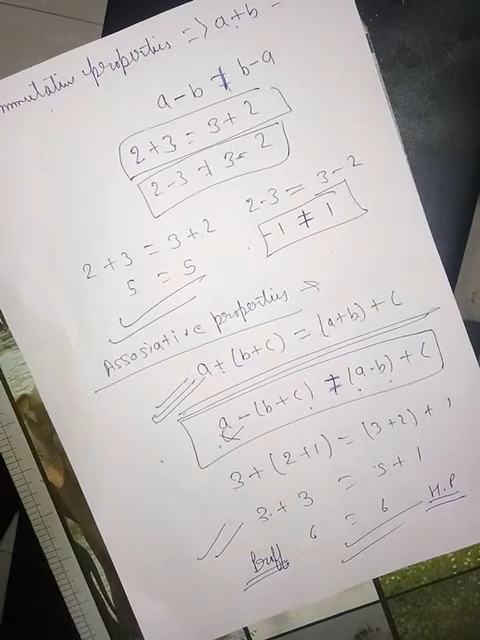 mmutativ properties => a+b =
a-b ≠ b-a
2+3 = 3+2
2-3 ≠ 3-2
2-3 = 3-2
-1 ≠ 1
2+3 = 3+2
5 = 5
Assosiative properties →
a+(b+c) = (a+b)+c
a-(b+c) ≠ (a-b)+c
3+(2+1) = (3+2)+1
3+3 = 5+1
6 = 6
H.P